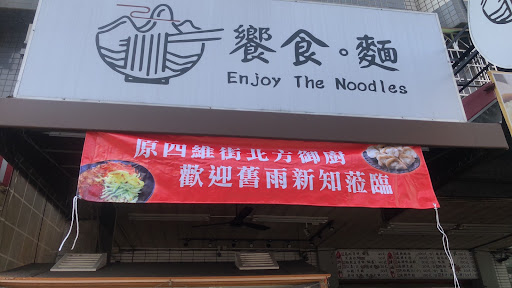 饗食。麵
Enjoy The Noodles
原四維街北方御廚
歡迎舊雨新知蒞臨